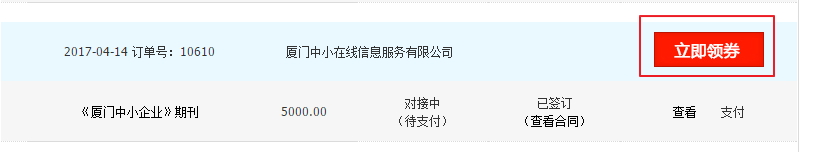 2017-04-14 订单号：10610 厦门中小在线信息服务有限公司 立即领券
《厦门中小企业》期刊 5000.00 对接中 已签订 查看 支付
（待支付） （查看合同）